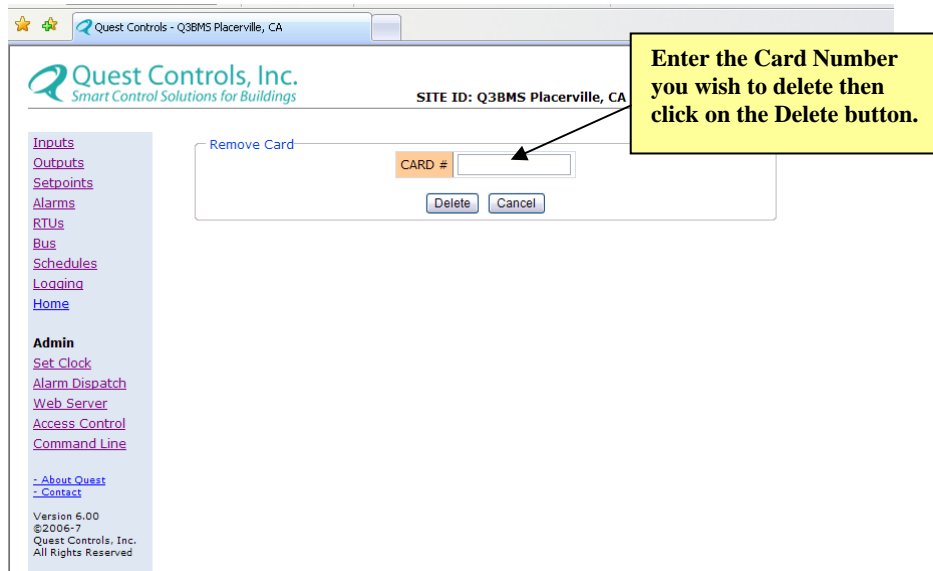 Quest Controls - Q3BMS Placerville, CA
Quest Controls, Inc.
Smart Control Solutions for Buildings
SITE ID: Q3BMS Placerville, CA
Enter the Card Number
you wish to delete then
click on the Delete button.
Inputs
Outputs
Setpoints
Alarms
RTUs
Bus
Schedules
Logging
Home
Admin
Set Clock
Alarm Dispatch
Web Server
Access Control
Command Line
- About Quest
- Contact
Version 6.00
©2006-7
Quest Controls, Inc.
All Rights Reserved
Remove Card
CARD #
Delete Cancel